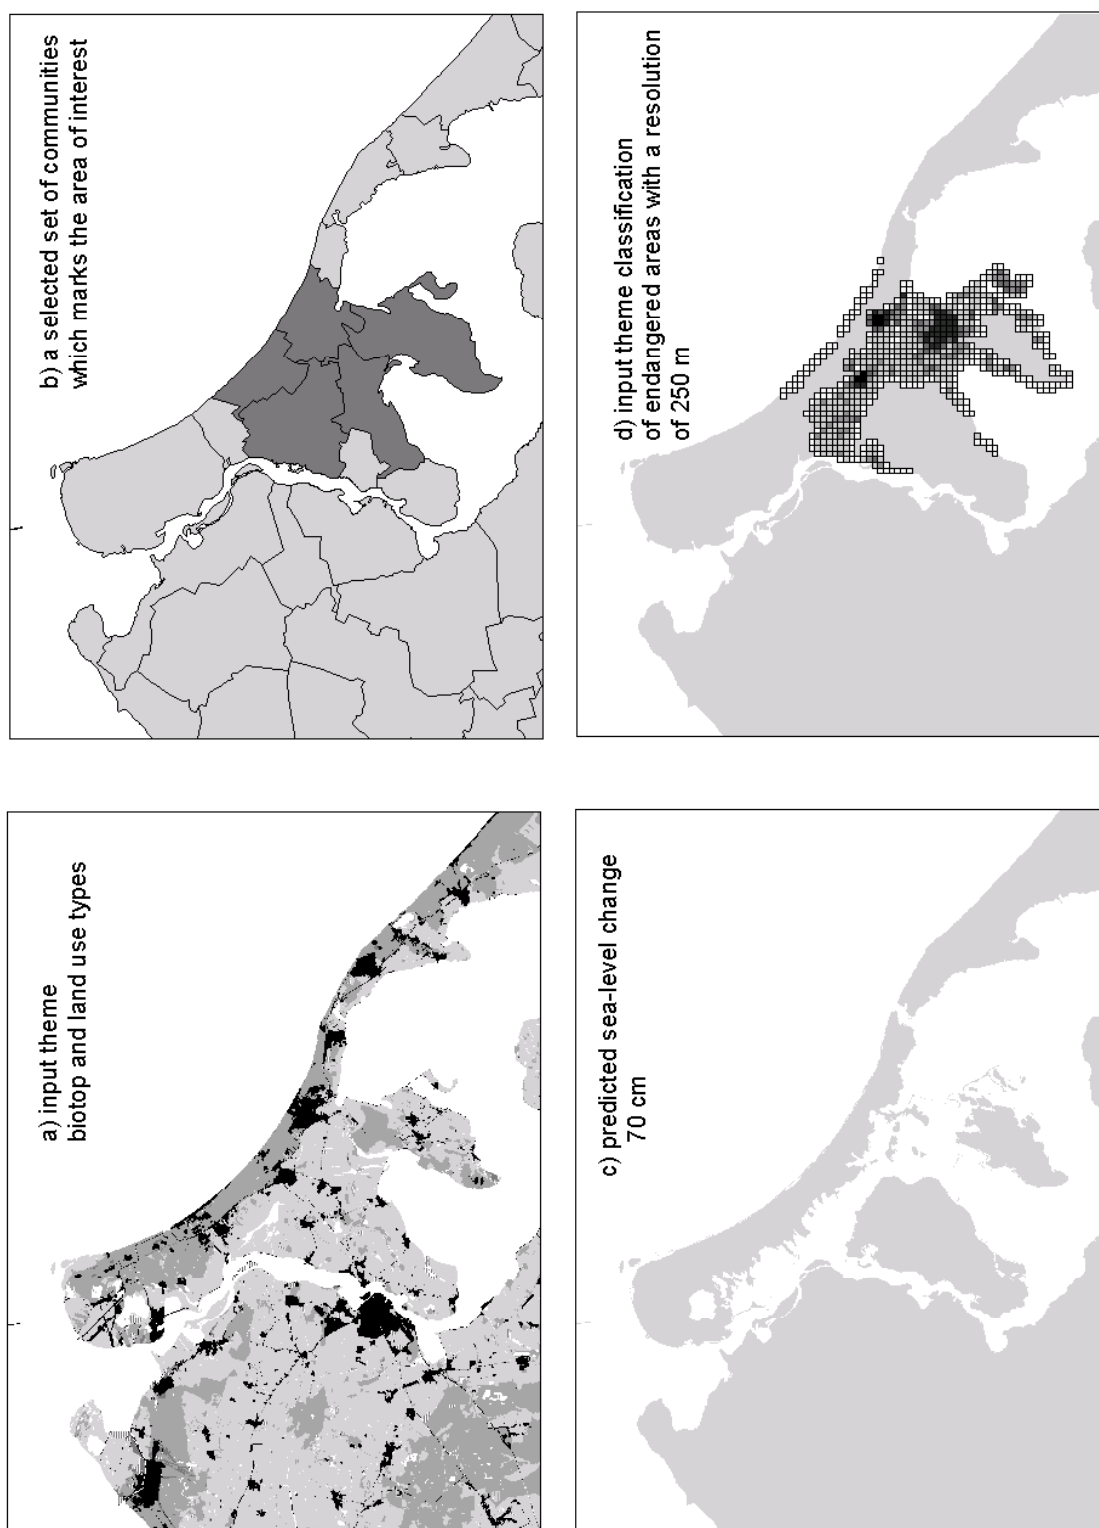 a) input theme
biotop and land use types
b) a selected set of communities
which marks the area of interest
c) predicted sea-level change
70 cm
d) input theme classification
of endangered areas with a resolution
of 250 m